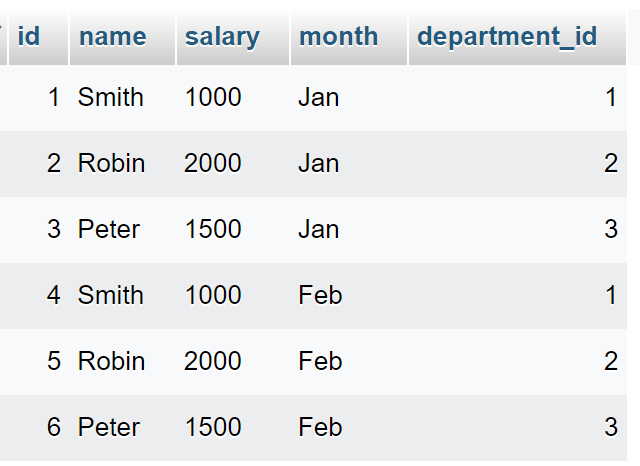 id name salary month department_id
1 Smith 1000 Jan 1
2 Robin 2000 Jan 2
3 Peter 1500 Jan 3
4 Smith 1000 Feb 1
5 Robin 2000 Feb 2
6 Peter 1500 Feb 3